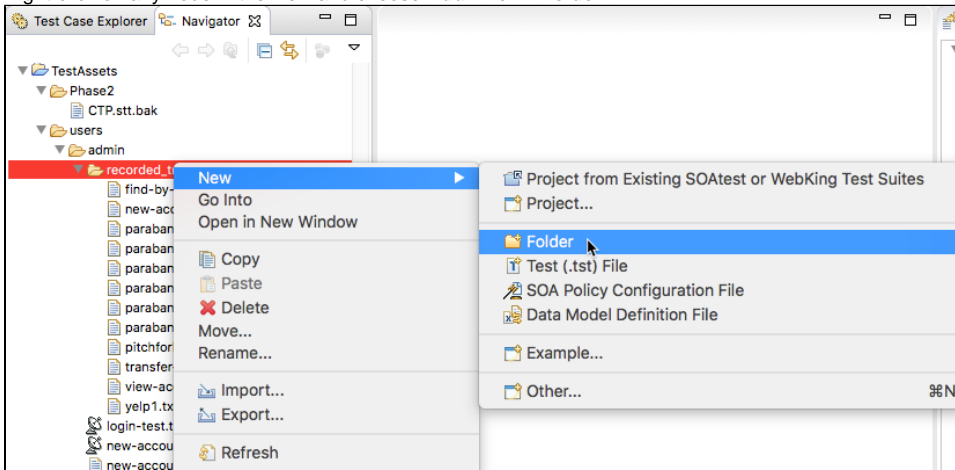 Test Case Explorer
Navigator
TestAssets
Phase2
CTP.stt.bak
users
admin
recorded_t
find-by-
new-acc
paraban
paraban
paraban
paraban
paraban
paraban
pitchfor
transfer
view-ac
yelp1.tx
login-test.t
new-accou
new-accou
New
Go Into
Open in New Window
Copy
Paste
Delete
Move...
Rename...
Import...
Export...
Refresh
Project from Existing SOAtest or WebKing Test Suites
Project...
Folder
Test (.tst) File
SOA Policy Configuration File
Data Model Definition File
Example...
Other... ⌘N